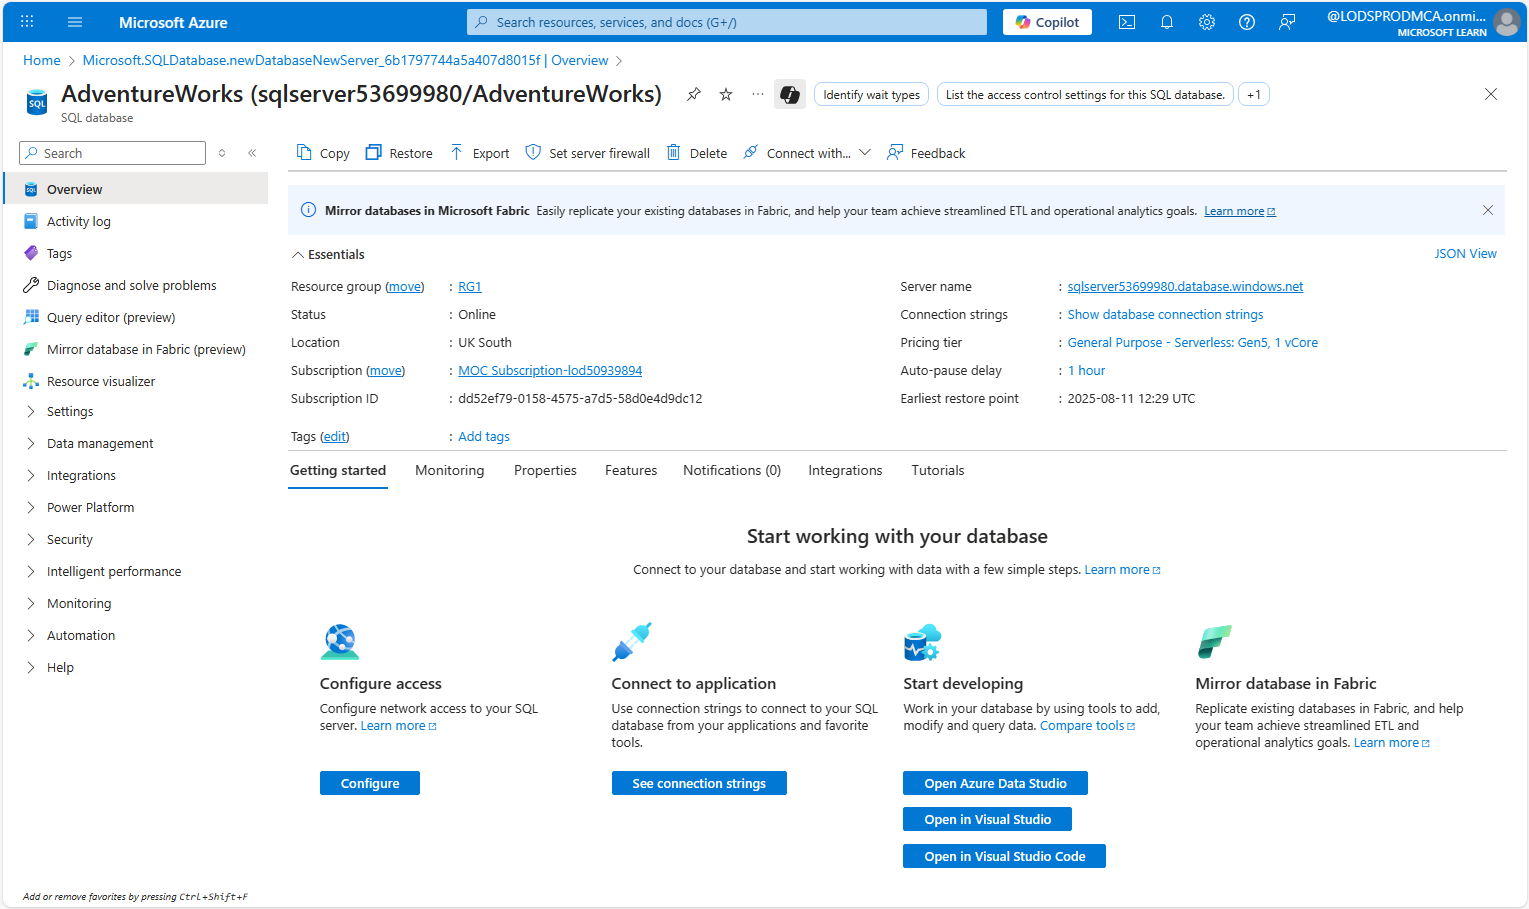 Microsoft Azure
Search resources, services, and docs (G+/)
Copilot
@LODSPRODMCA.onmi...
MICROSOFT LEARN
Home > Microsoft.SQLDatabase.newDatabaseNewServer_6b1797744a5a407d8015f | Overview >
SQL
AdventureWorks (sqlserver53699980/AdventureWorks)
SQL database
Identify wait types
List the access control settings for this SQL database.
+1
Search
Copy
Restore
Export
Set server firewall
Delete
Connect with...
Feedback
Overview
Activity log
Tags
Diagnose and solve problems
Query editor (preview)
Mirror database in Fabric (preview)
Resource visualizer
Settings
Data management
Integrations
Power Platform
Security
Intelligent performance
Monitoring
Automation
Help
Mirror databases in Microsoft Fabric Easily replicate your existing databases in Fabric, and help your team achieve streamlined ETL and operational analytics goals. Learn more
Essentials
JSON View
Resource group (move) : RG1
Status : Online
Location : UK South
Subscription (move) : MOC Subscription-lod50939894
Subscription ID : dd52ef79-0158-4575-a7d5-58d0e4d9dc12
Server name : sqlserver53699980.database.windows.net
Connection strings : Show database connection strings
Pricing tier : General Purpose - Serverless: Gen5, 1 vCore
Auto-pause delay : 1 hour
Earliest restore point : 2025-08-11 12:29 UTC
Tags (edit) : Add tags
Getting started
Monitoring
Properties
Features
Notifications (0)
Integrations
Tutorials
Start working with your database
Connect to your database and start working with data with a few simple steps. Learn more
Configure access
Configure network access to your SQL
server. Learn more
Configure
Connect to application
Use connection strings to connect to your SQL
database from your applications and favorite
tools.
See connection strings
Start developing
Work in your database by using tools to add,
modify and query data. Compare tools
Open Azure Data Studio
Open in Visual Studio
Open in Visual Studio Code
Mirror database in Fabric
Replicate existing databases in Fabric, and help
your team achieve streamlined ETL and
operational analytics goals. Learn more
Add or remove favorites by pressing Ctrl+Shift+F